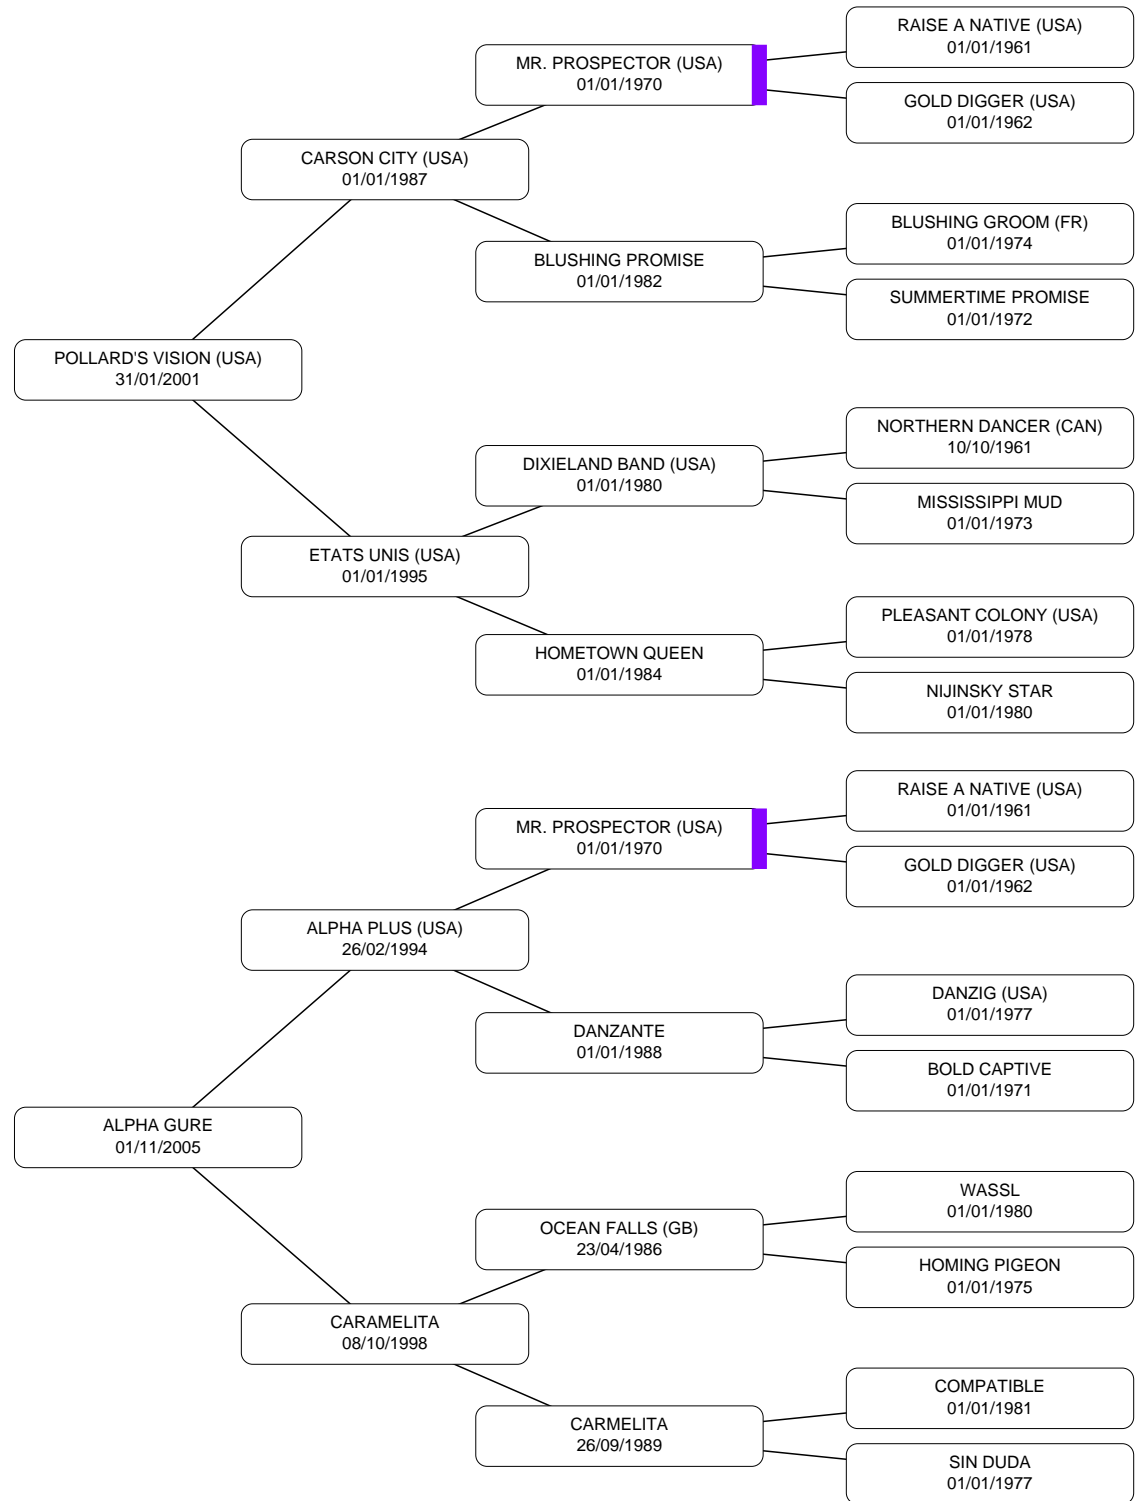 RAISE A NATIVE (USA)
01/01/1961
MR. PROSPECTOR (USA)
01/01/1970
GOLD DIGGER (USA)
01/01/1962
CARSON CITY (USA)
01/01/1987
BLUSHING GROOM (FR)
01/01/1974
BLUSHING PROMISE
01/01/1982
SUMMERTIME PROMISE
01/01/1972
POLLARD'S VISION (USA)
31/01/2001
NORTHERN DANCER (CAN)
10/10/1961
DIXIELAND BAND (USA)
01/01/1980
MISSISSIPPI MUD
01/01/1973
ETATS UNIS (USA)
01/01/1995
PLEASANT COLONY (USA)
01/01/1978
HOMETOWN QUEEN
01/01/1984
NIJINSKY STAR
01/01/1980
RAISE A NATIVE (USA)
01/01/1961
MR. PROSPECTOR (USA)
01/01/1970
GOLD DIGGER (USA)
01/01/1962
ALPHA PLUS (USA)
26/02/1994
DANZIG (USA)
01/01/1977
DANZANTE
01/01/1988
BOLD CAPTIVE
01/01/1971
ALPHA GURE
01/11/2005
WASSL
01/01/1980
OCEAN FALLS (GB)
23/04/1986
HOMING PIGEON
01/01/1975
CARAMELITA
08/10/1998
COMPATIBLE
01/01/1981
CARMELITA
26/09/1989
SIN DUDA
01/01/1977